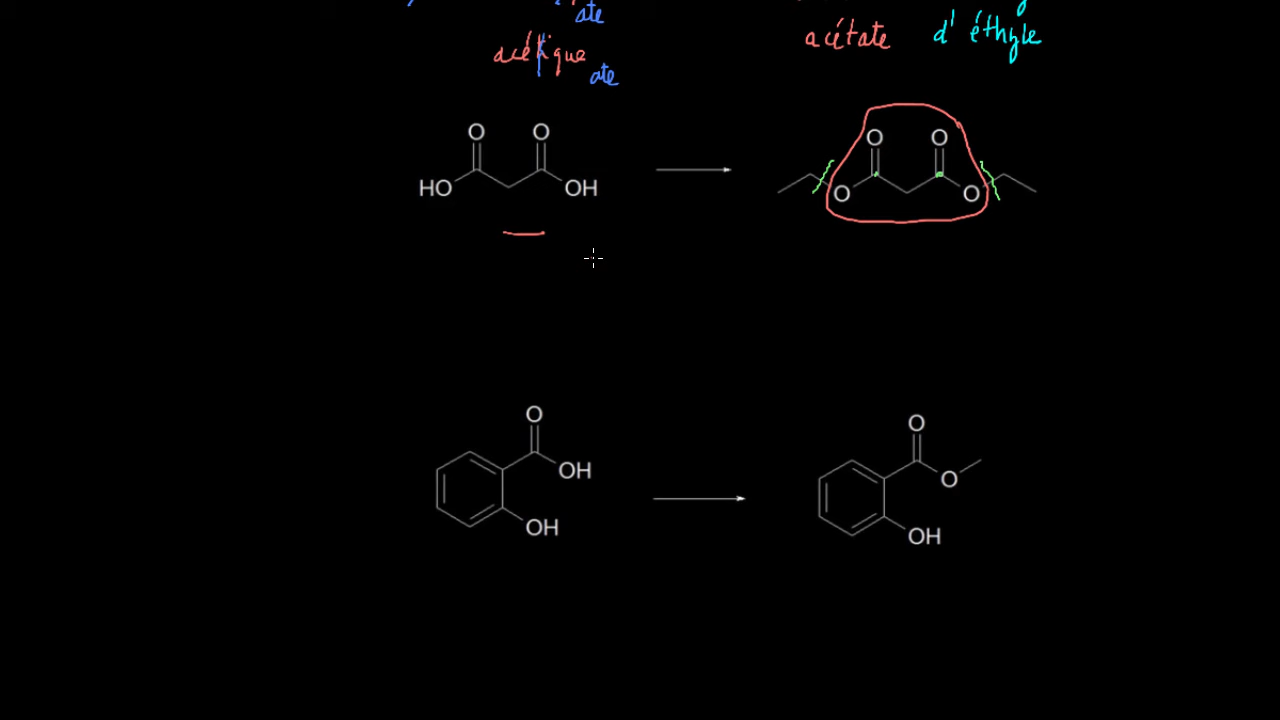 ate
acétique
ate
acétate d'éthyle
O O
HO OH
O O
O O
O
OH
OH
O
O
OH